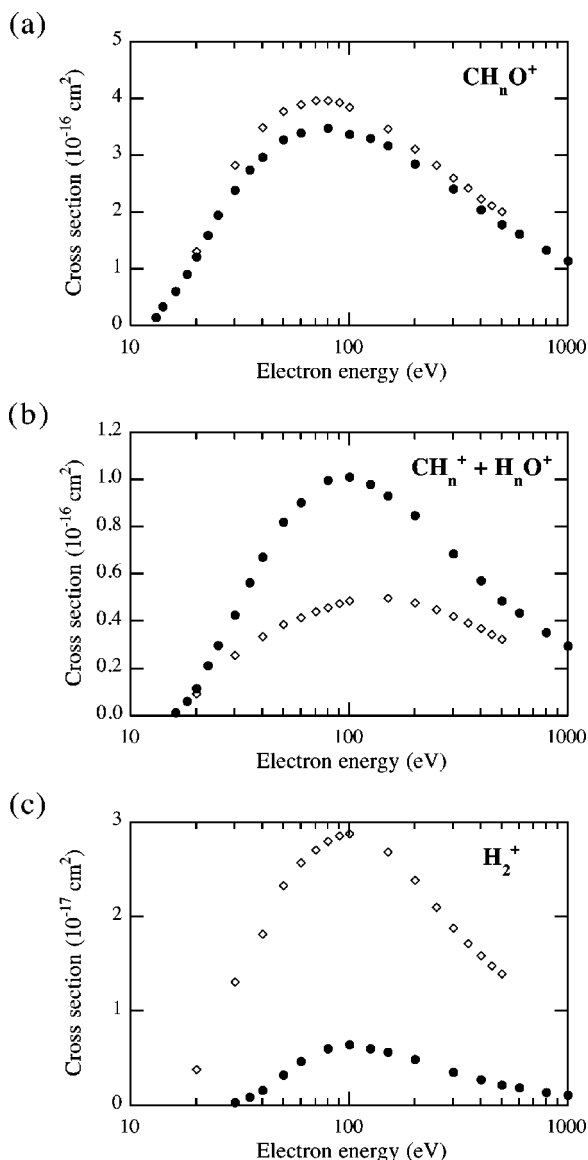 (a)
CHₙO⁺
Cross section (10⁻¹⁶ cm²)
6
5
4
3
2
1
0
10
100
1000
Electron energy (eV)
(b)
CHₙ⁺ + HₙO⁺
Cross section (10⁻¹⁶ cm²)
1.2
1.0
0.8
0.6
0.4
0.2
0.0
10
100
1000
Electron energy (eV)
(c)
H₂⁺
Cross section (10⁻¹⁷ cm²)
3
2
1
0
10
100
1000
Electron energy (eV)